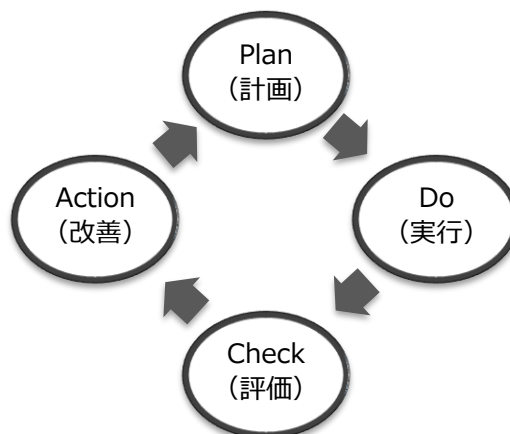 Plan
（計画）
Do
（実行）
Check
（評価）
Action
（改善）